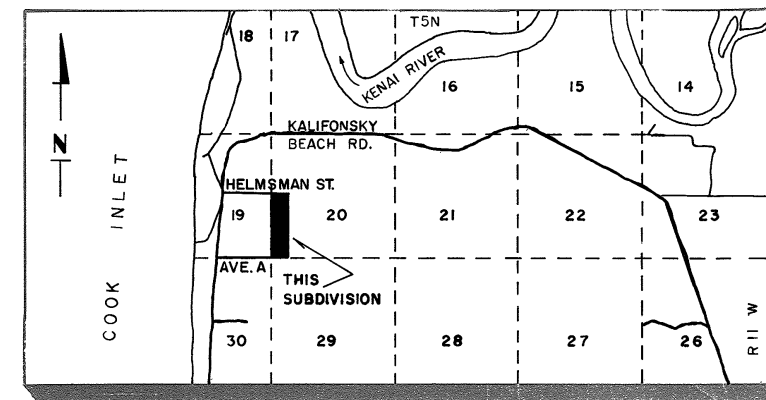 T5N
18 17
KENAI RIVER
16 15 14
KALIFONSKY
BEACH RD.
N
HELMSMAN ST.
19 20 21 22 23
COOK INLET
AVE. A
THIS
SUBDIVISION
30 29 28 27 26
R11 W